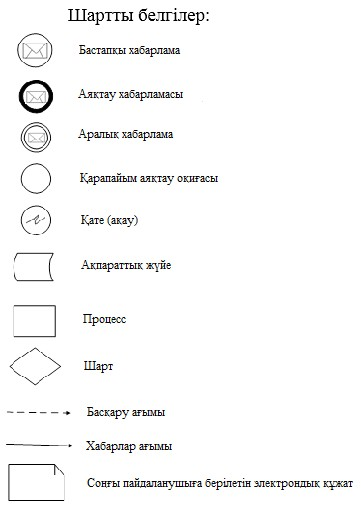 Шартты белгілер:
Бастапқы хабарлама
Аяқтау хабарламасы
Аралық хабарлама
Қарапайым аяқтау оқиғасы
Қате (ақау)
Ақпараттық жүйе
Процесс
Шарт
Басқару ағымы
Хабарлар ағымы
Соңғы пайдаланушыға берілетін электрондық құжат